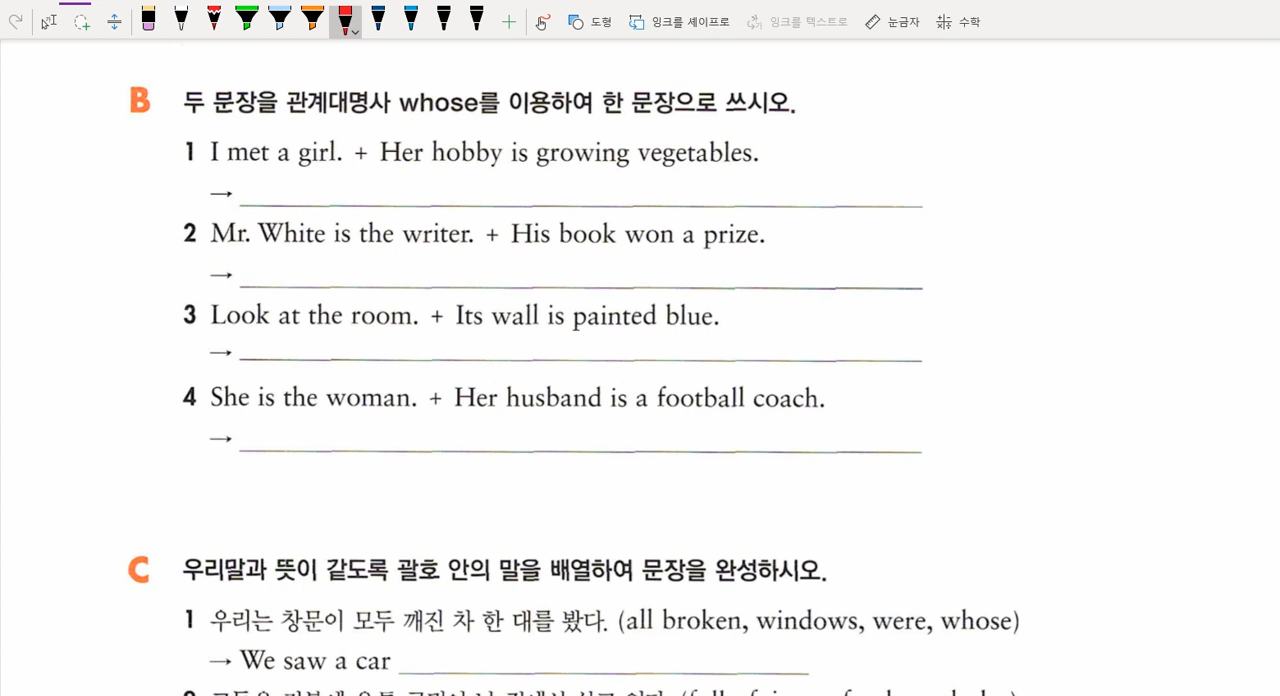 도형 잉크를 셰이프로 잉크를 텍스트로 눈금자 수학
B 두 문장을 관계대명사 whose를 이용하여 한 문장으로 쓰시오.
1 I met a girl. + Her hobby is growing vegetables.
→
2 Mr. White is the writer. + His book won a prize.
→
3 Look at the room. + Its wall is painted blue.
→
4 She is the woman. + Her husband is a football coach.
→
C 우리말과 뜻이 같도록 괄호 안의 말을 배열하여 문장을 완성하시오.
1 우리는 창문이 모두 깨진 차 한 대를 봤다. (all broken, windows, were, whose)
→ We saw a car